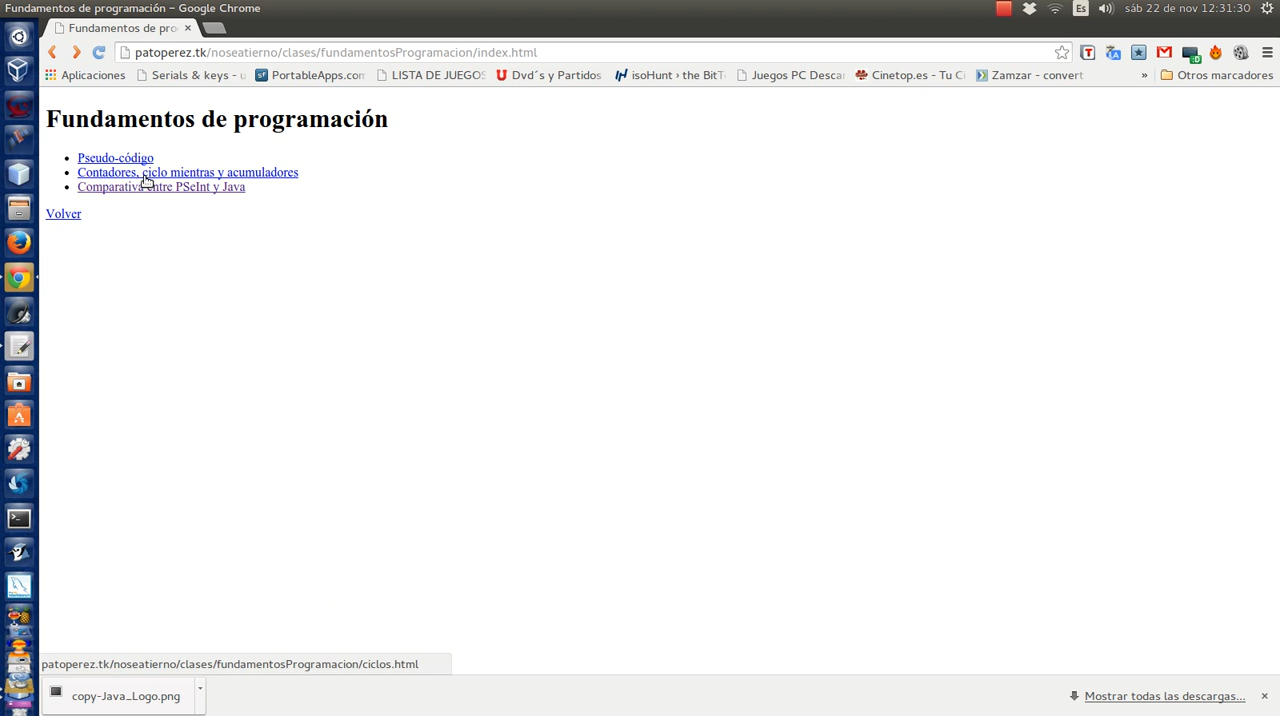 Fundamentos de programación – Google Chrome
Es
sáb 22 de nov 12:31:30
Fundamentos de pro
patoperez.tk/noseatierno/clases/fundamentosProgramacion/index.html
Aplicaciones
Serials & keys - u
PortableApps.com
LISTA DE JUEGOS
Dvd´s y Partidos
isoHunt › the BitT
Juegos PC Desca
Cinetop.es - Tu Ci
Zamzar - convert
»
Otros marcadores
Fundamentos de programación
Pseudo-código
Contadores, ciclo mientras y acumuladores
Comparativa entre PSeInt y Java
Volver
patoperez.tk/noseatierno/clases/fundamentosProgramacion/ciclos.html
copy-Java_Logo.png
Mostrar todas las descargas...